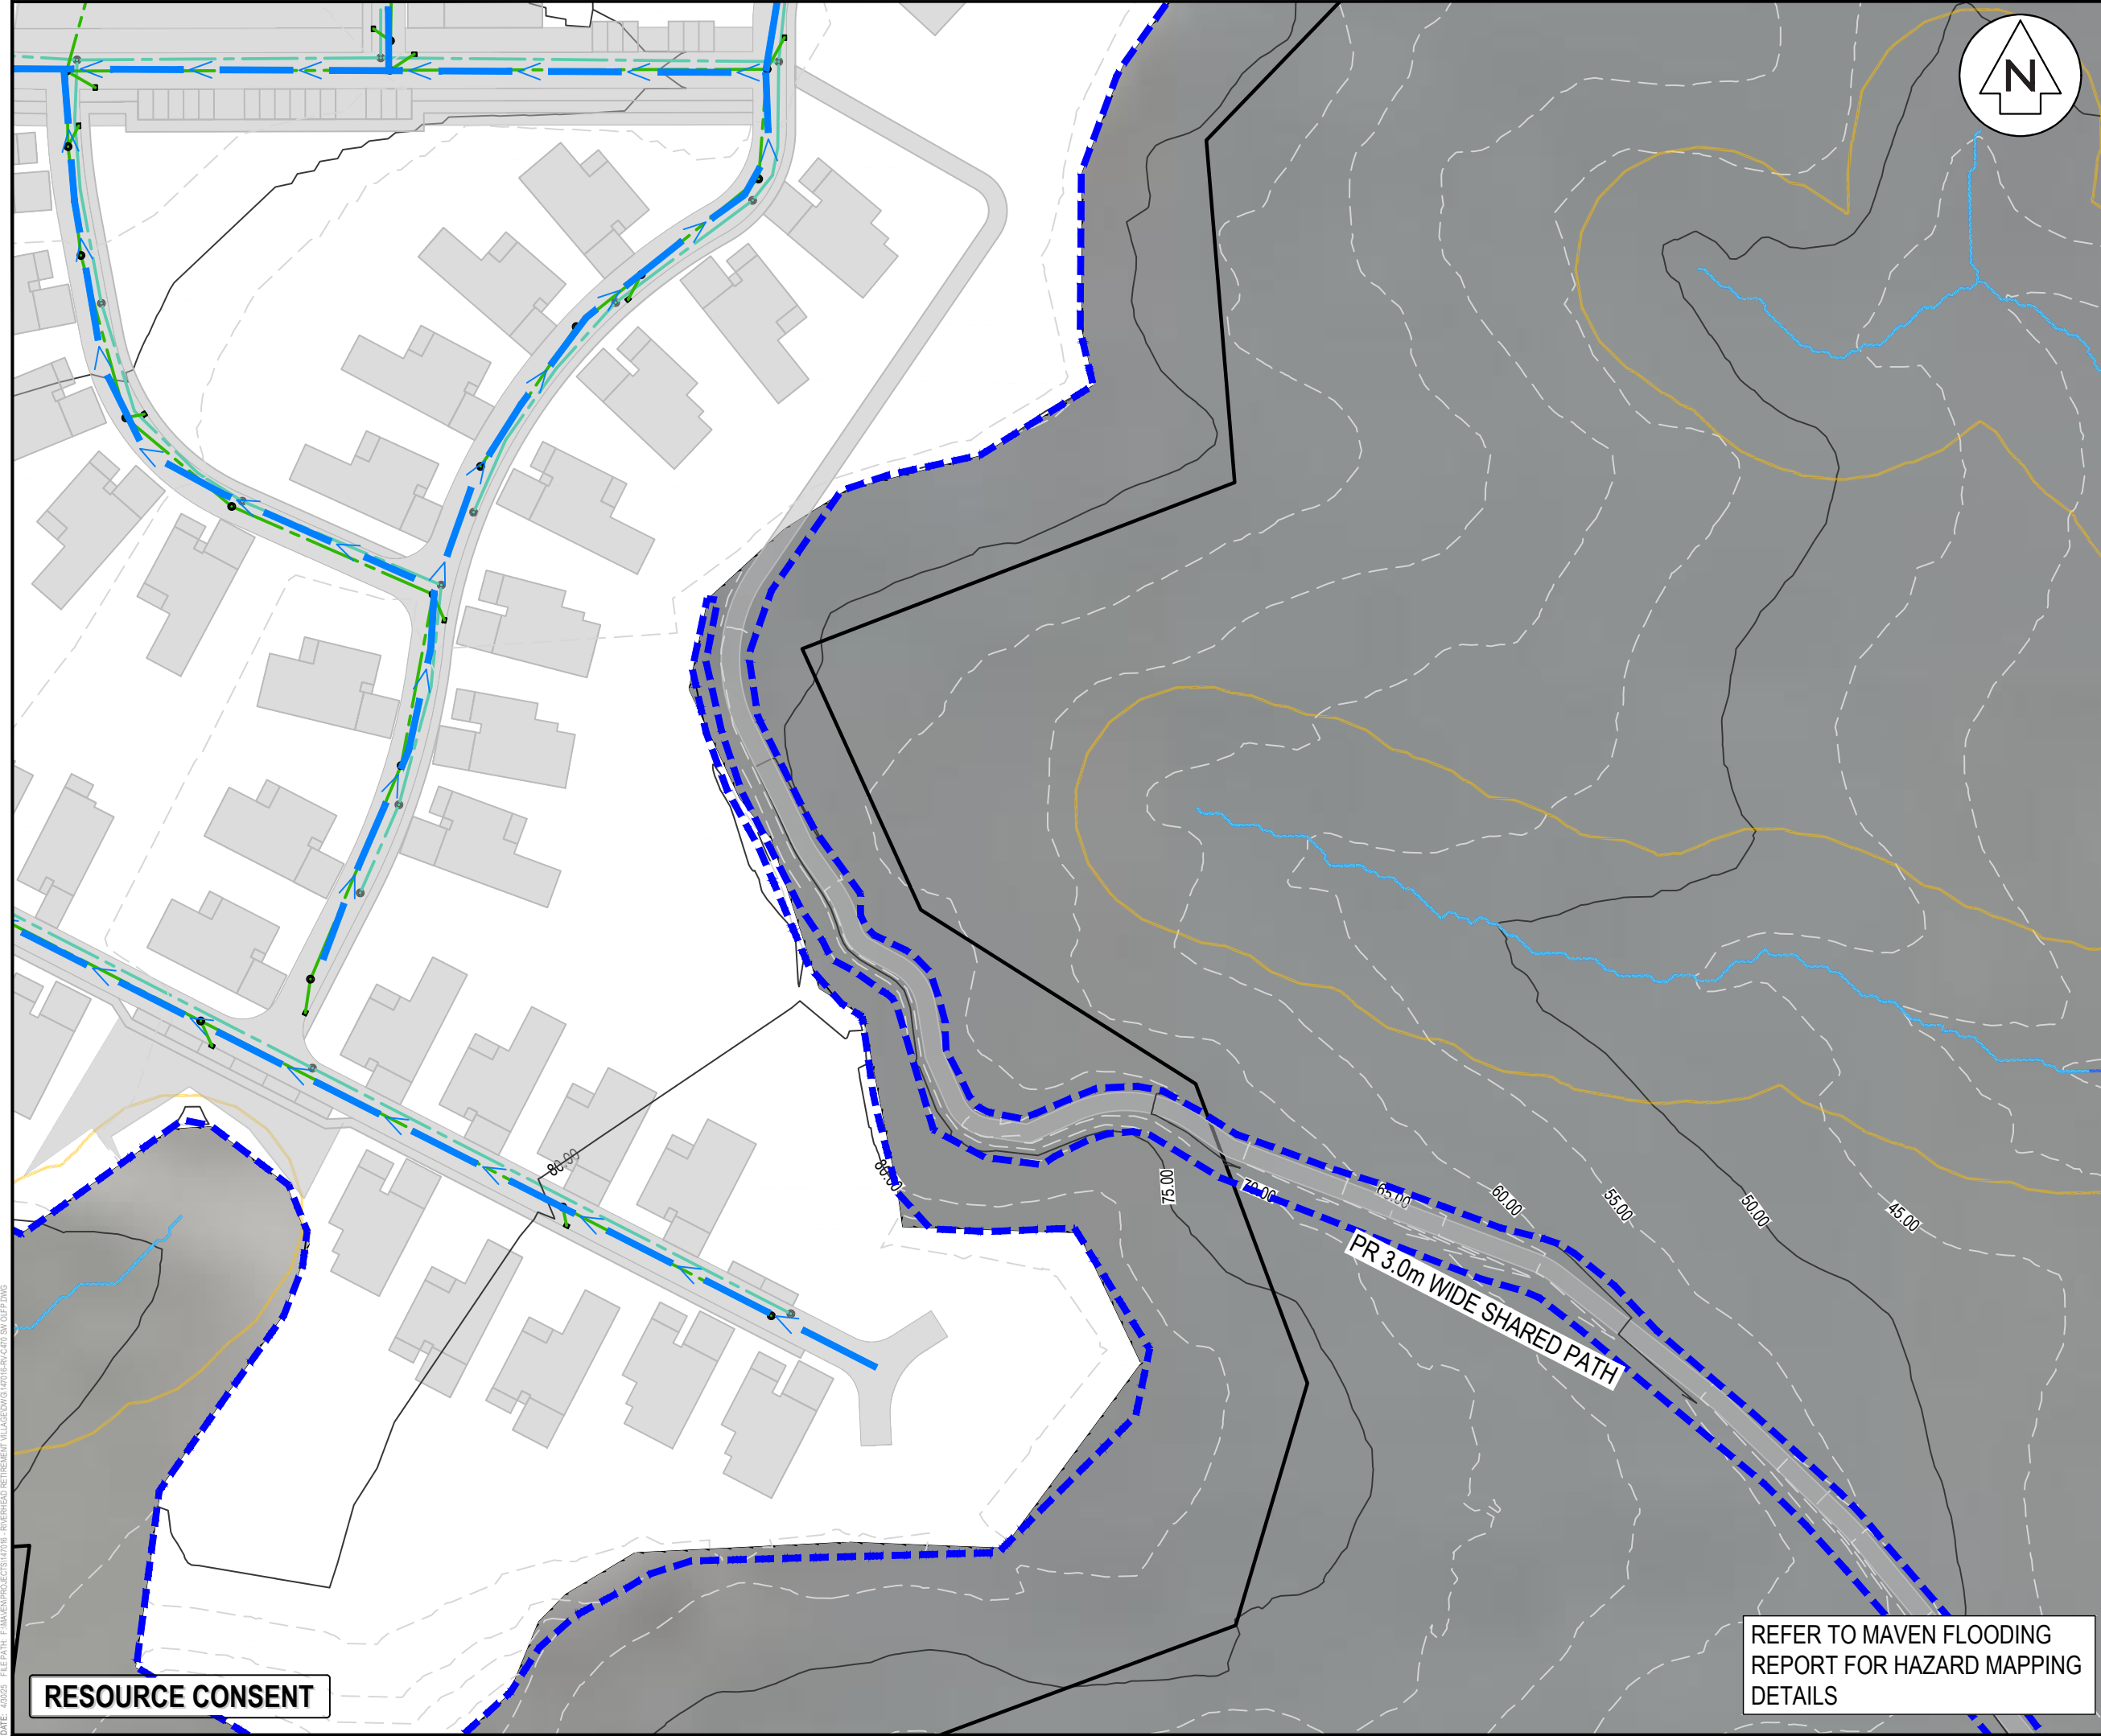 N
80.00
80.00
75.00
70.00
65.00
60.00
55.00
50.00
45.00
PR 3.0m WIDE SHARED PATH
REFER TO MAVEN FLOODING
REPORT FOR HAZARD MAPPING
DETAILS
RESOURCE CONSENT